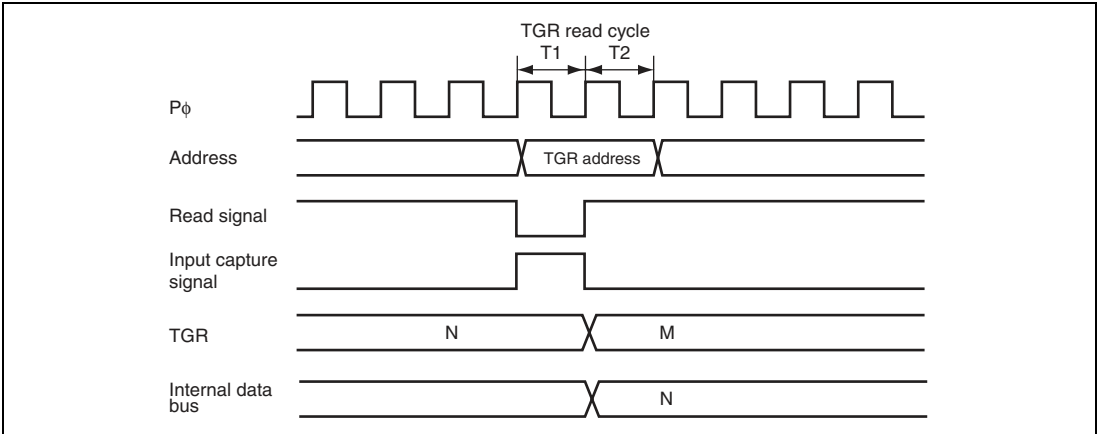 TGR read cycle
T1 T2
Pϕ
Address
TGR address
Read signal
Input capture
signal
TGR
N
M
Internal data
bus
N